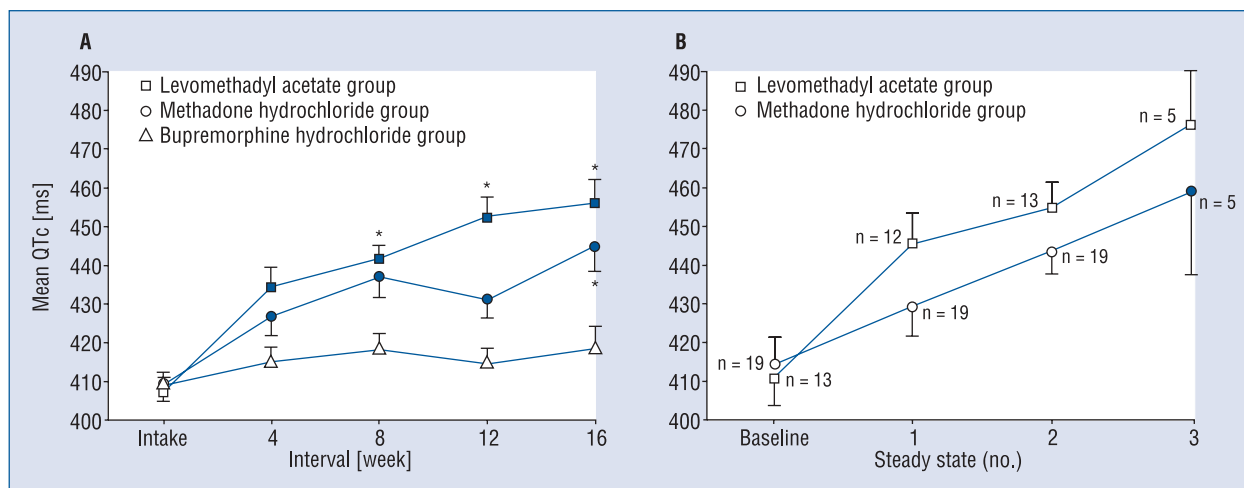 A
490
480
470
460
450
440
430
420
410
400
Mean QTc [ms]
Levomethadyl acetate group
Methadone hydrochloride group
Bupremorphine hydrochloride group
*
*
*
*
Intake
4
8
12
16
Interval [week]
B
490
480
470
460
450
440
430
420
410
400
Levomethadyl acetate group
Methadone hydrochloride group
n = 5
n = 13
n = 12
n = 5
n = 19
n = 19
n = 19
n = 13
Baseline
1
2
3
Steady state (no.)